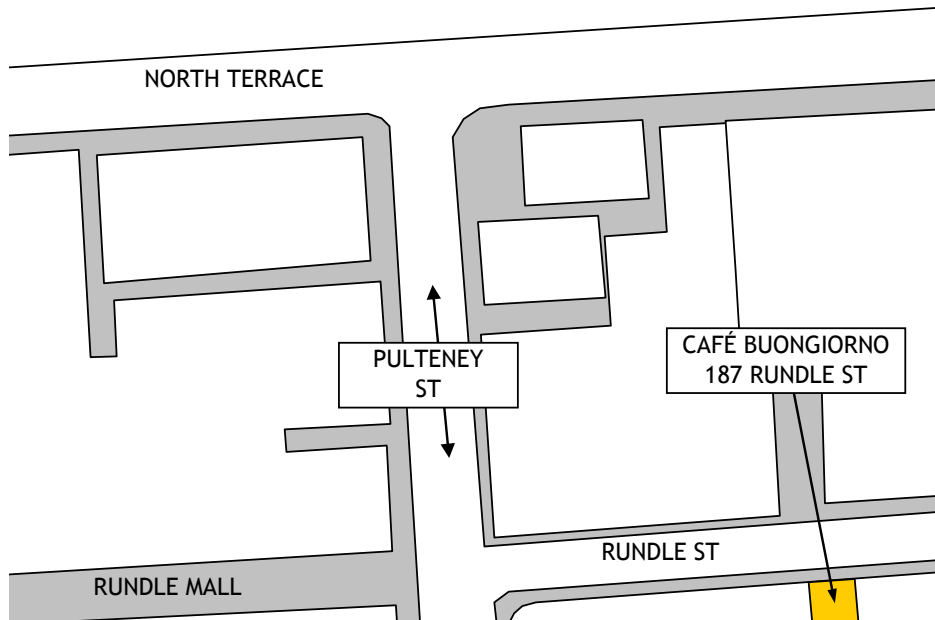 NORTH TERRACE
PULTENEY
ST
CAFÉ BUONGIORNO
187 RUNDLE ST
RUNDLE ST
RUNDLE MALL